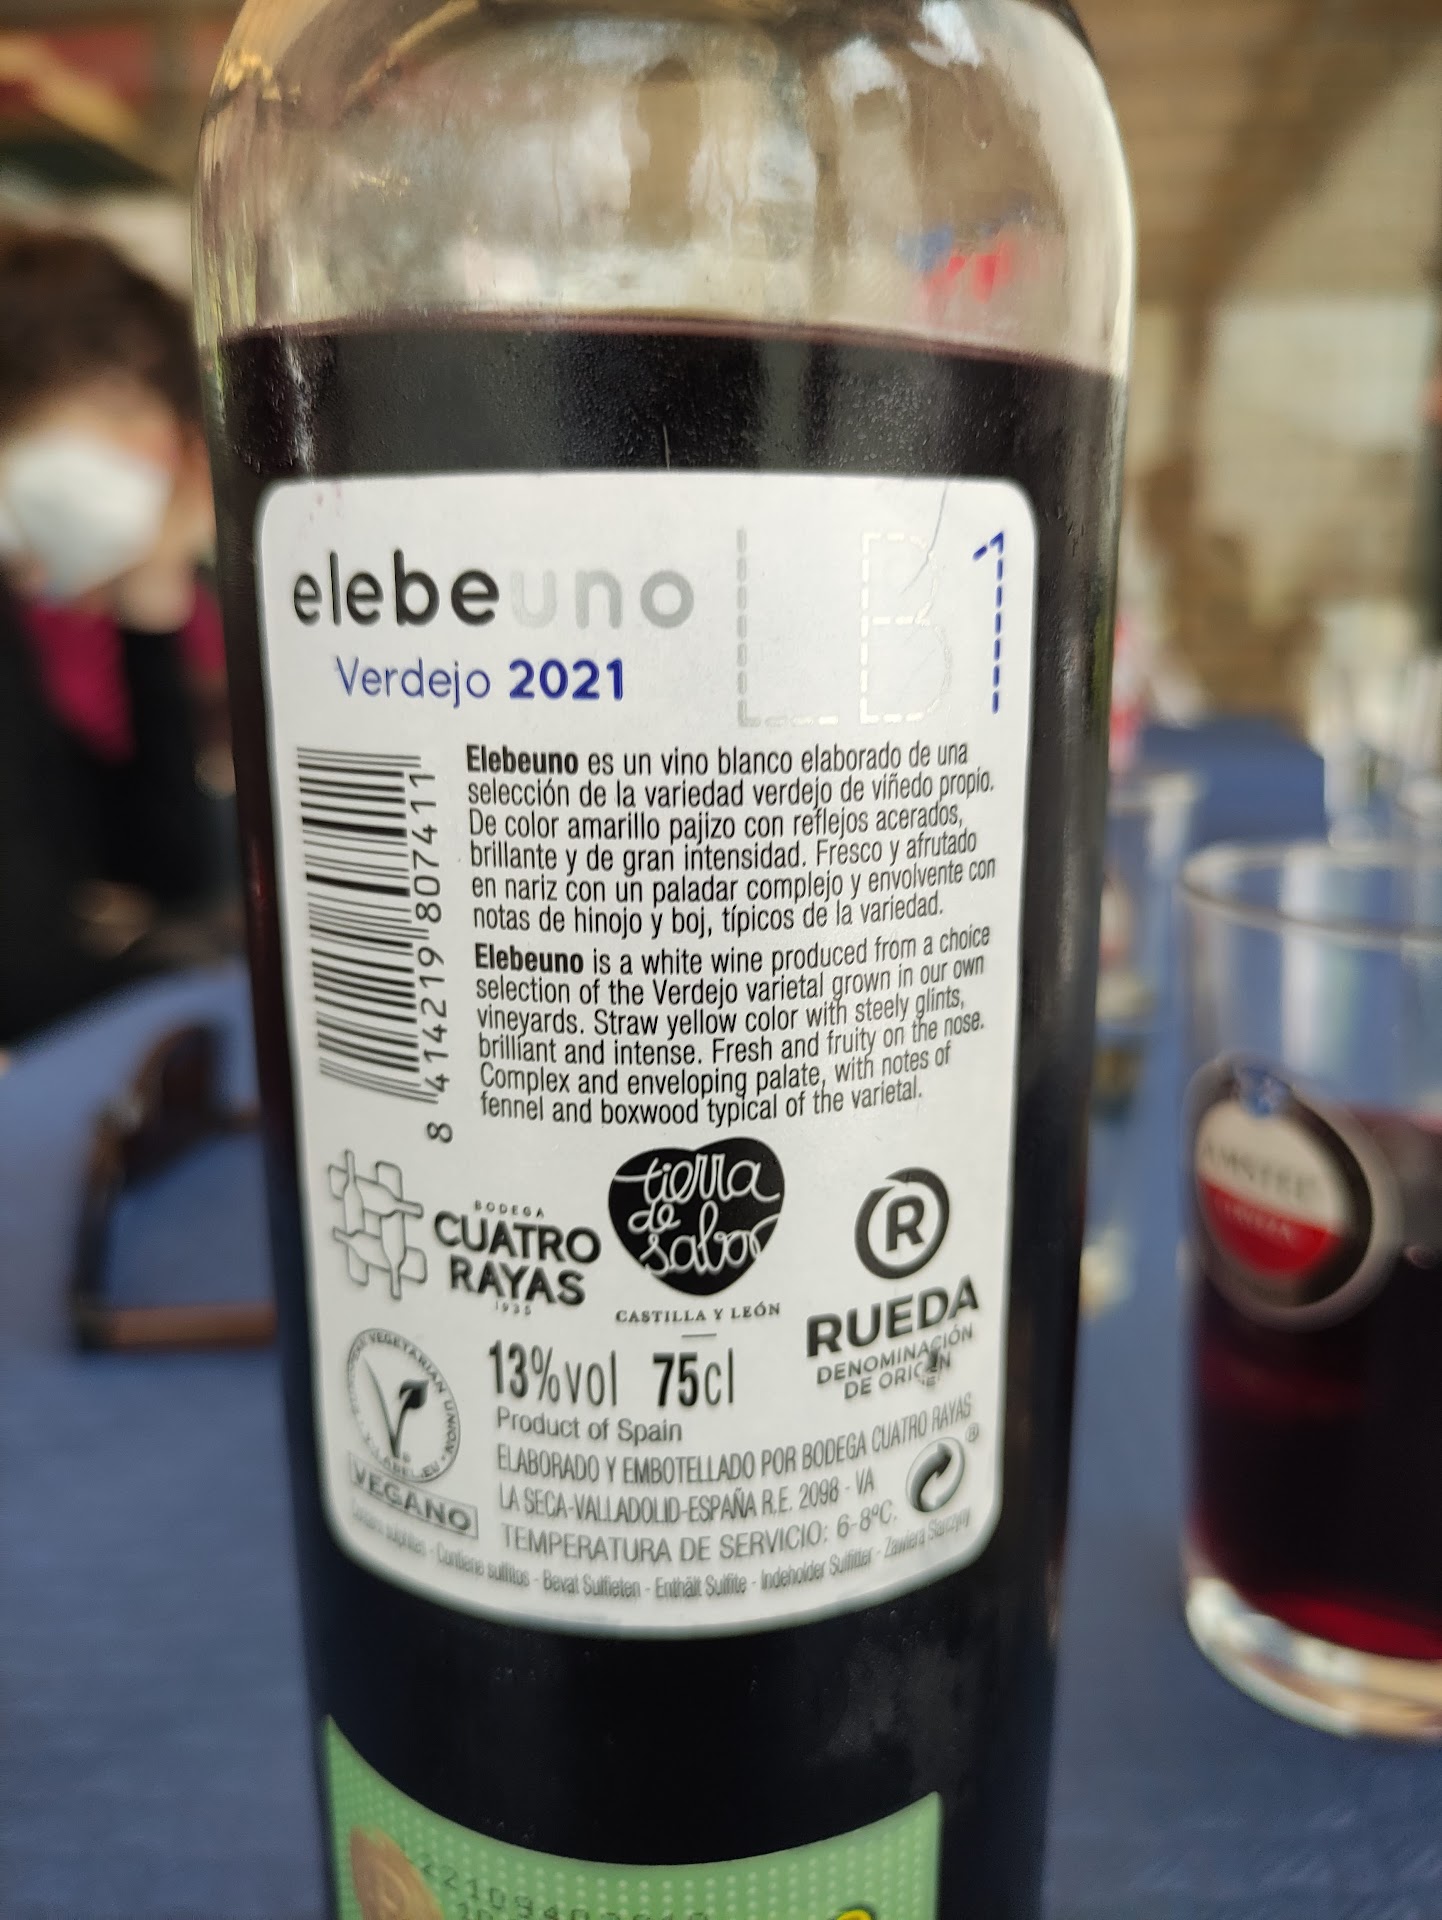 elebeuno
LB1
Verdejo 2021
Elebeuno es un vino blanco elaborado de una
selección de la variedad verdejo de viñedo propio.
De color amarillo pajizo con reflejos acerados,
brillante y de gran intensidad. Fresco y afrutado
en nariz con un paladar complejo y envolvente con
notas de hinojo y boj, típicos de la variedad.
Elebeuno is a white wine produced from a choice
selection of the Verdejo varietal grown in our own
vineyards. Straw yellow color with steely glints,
brilliant and intense. Fresh and fruity on the nose.
Complex and enveloping palate, with notes of
fennel and boxwood typical of the varietal.
8 414219 807411
BODEGA
CUATRO
RAYAS
1935
tierra
de
sabor
CASTILLA Y LEÓN
R
RUEDA
DENOMINACIÓN
DE ORIGEN
VEGETARIAN UNION
VEGANO
13%vol 75cl
Product of Spain
ELABORADO Y EMBOTELLADO POR BODEGA CUATRO RAYAS
LA SECA-VALLADOLID-ESPAÑA R.E. 2098 - VA
TEMPERATURA DE SERVICIO: 6-8ºC.
- Contiene sulfitos - Bevat Sulfieten - Enthält Sulfite - Indeholder Sulfitter - Zawiera Siarczyny